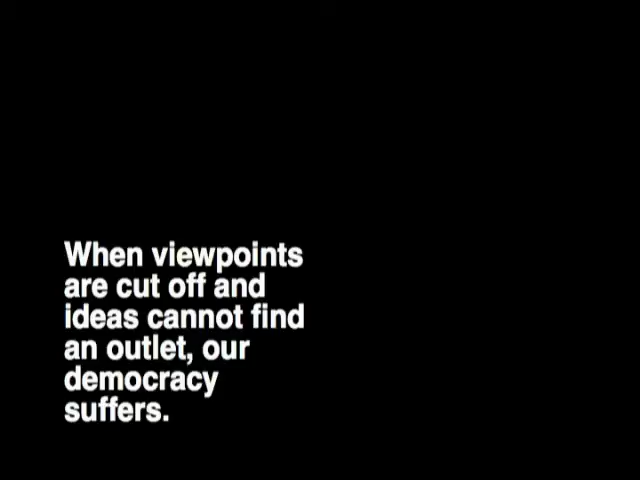 When viewpoints
are cut off and
ideas cannot find
an outlet, our
democracy
suffers.